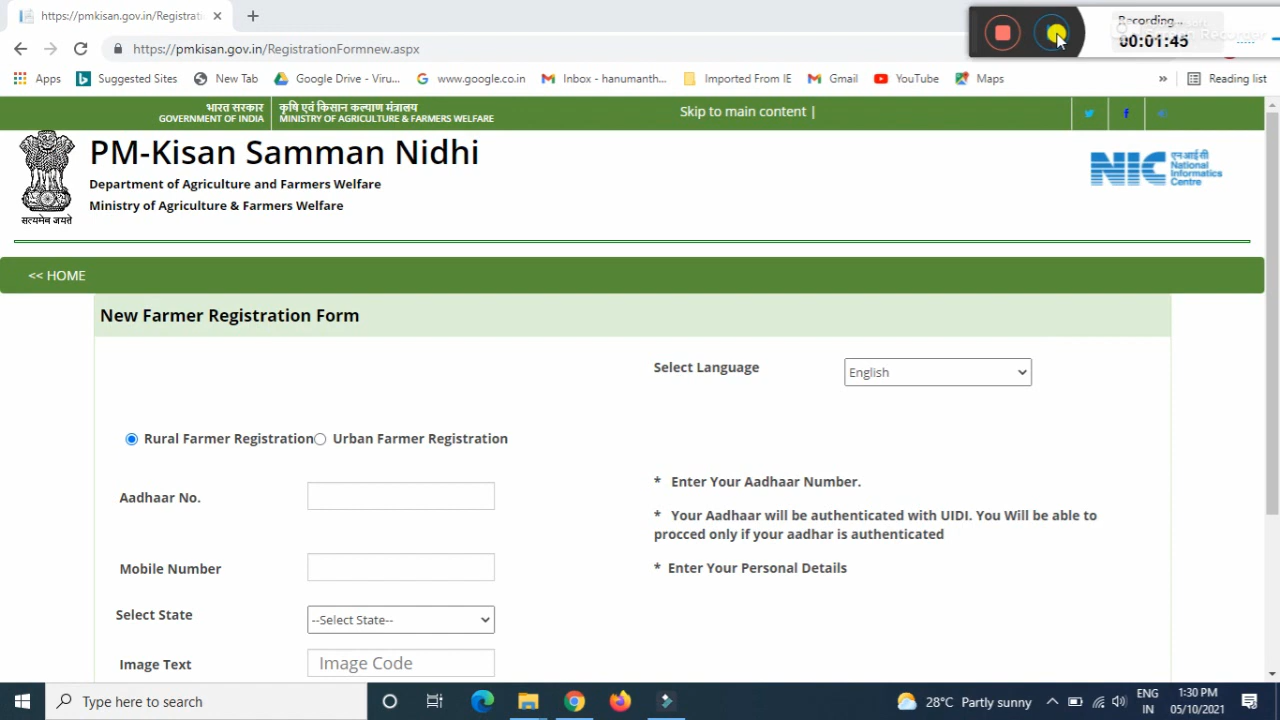 https://pmkisan.gov.in/Registrat
Recording...
00:01:45
https://pmkisan.gov.in/RegistrationFormnew.aspx
Apps
Suggested Sites
New Tab
Google Drive - Viru...
www.google.co.in
Inbox - hanumanth...
Imported From IE
Gmail
YouTube
Maps
»
Reading list
भारत सरकार
GOVERNMENT OF INDIA
कृषि एवं किसान कल्याण मंत्रालय
MINISTRY OF AGRICULTURE & FARMERS WELFARE
Skip to main content |
PM-Kisan Samman Nidhi
Department of Agriculture and Farmers Welfare
Ministry of Agriculture & Farmers Welfare
सत्यमेव जयते
NIC
एन आई सी
National
Informatics
Centre
<< HOME
New Farmer Registration Form
Select Language
English
Rural Farmer Registration
Urban Farmer Registration
Aadhaar No.
* Enter Your Aadhaar Number.
* Your Aadhaar will be authenticated with UIDI. You Will be able to
procced only if your aadhar is authenticated
Mobile Number
* Enter Your Personal Details
Select State
--Select State--
Image Text
Image Code
Type here to search
28°C Partly sunny
ENG
IN
1:30 PM
05/10/2021